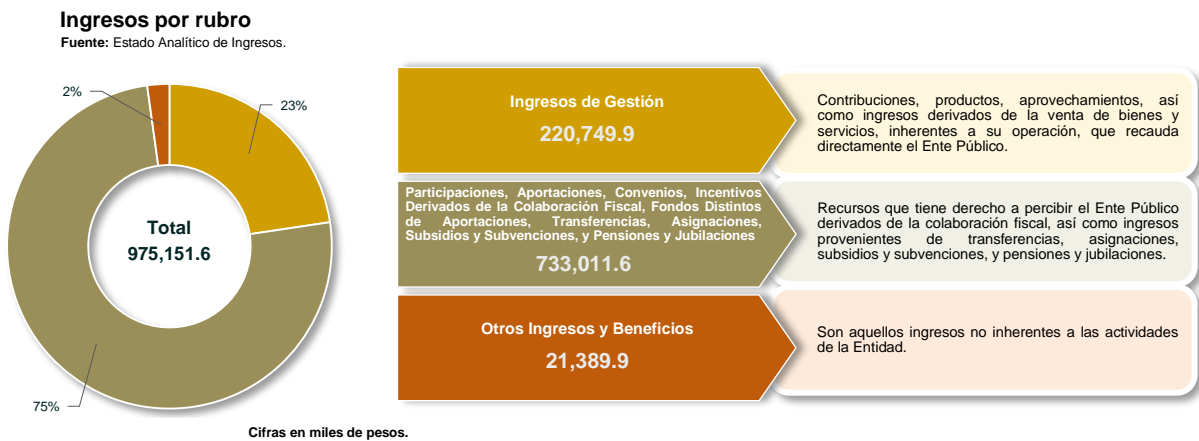 Ingresos por rubro
Fuente: Estado Analítico de Ingresos.
2%
23%
75%
Total
975,151.6
Ingresos de Gestión
220,749.9
Contribuciones, productos, aprovechamientos, así
como ingresos derivados de la venta de bienes y
servicios, inherentes a su operación, que recauda
directamente el Ente Público.
Participaciones, Aportaciones, Convenios, Incentivos
Derivados de la Colaboración Fiscal, Fondos Distintos
de Aportaciones, Transferencias, Asignaciones,
Subsidios y Subvenciones, y Pensiones y Jubilaciones
733,011.6
Recursos que tiene derecho a percibir el Ente Público
derivados de la colaboración fiscal, así como ingresos
provenientes de transferencias, asignaciones,
subsidios y subvenciones, y pensiones y jubilaciones.
Otros Ingresos y Beneficios
21,389.9
Son aquellos ingresos no inherentes a las actividades
de la Entidad.
Cifras en miles de pesos.